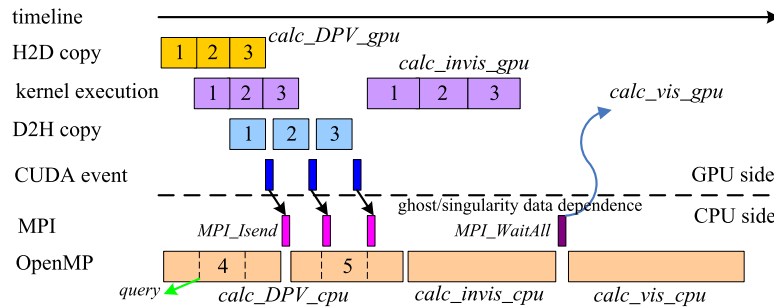 timeline
H2D copy 1 2 3 calc_DPV_gpu
calc_invis_gpu
kernel execution 1 2 3 1 2 3 calc_vis_gpu
D2H copy 1 2 3
CUDA event GPU side
ghost/singularity data dependence CPU side
MPI MPI_Isend MPI_WaitAll
OpenMP 4 5
query calc_DPV_cpu calc_invis_cpu calc_vis_cpu